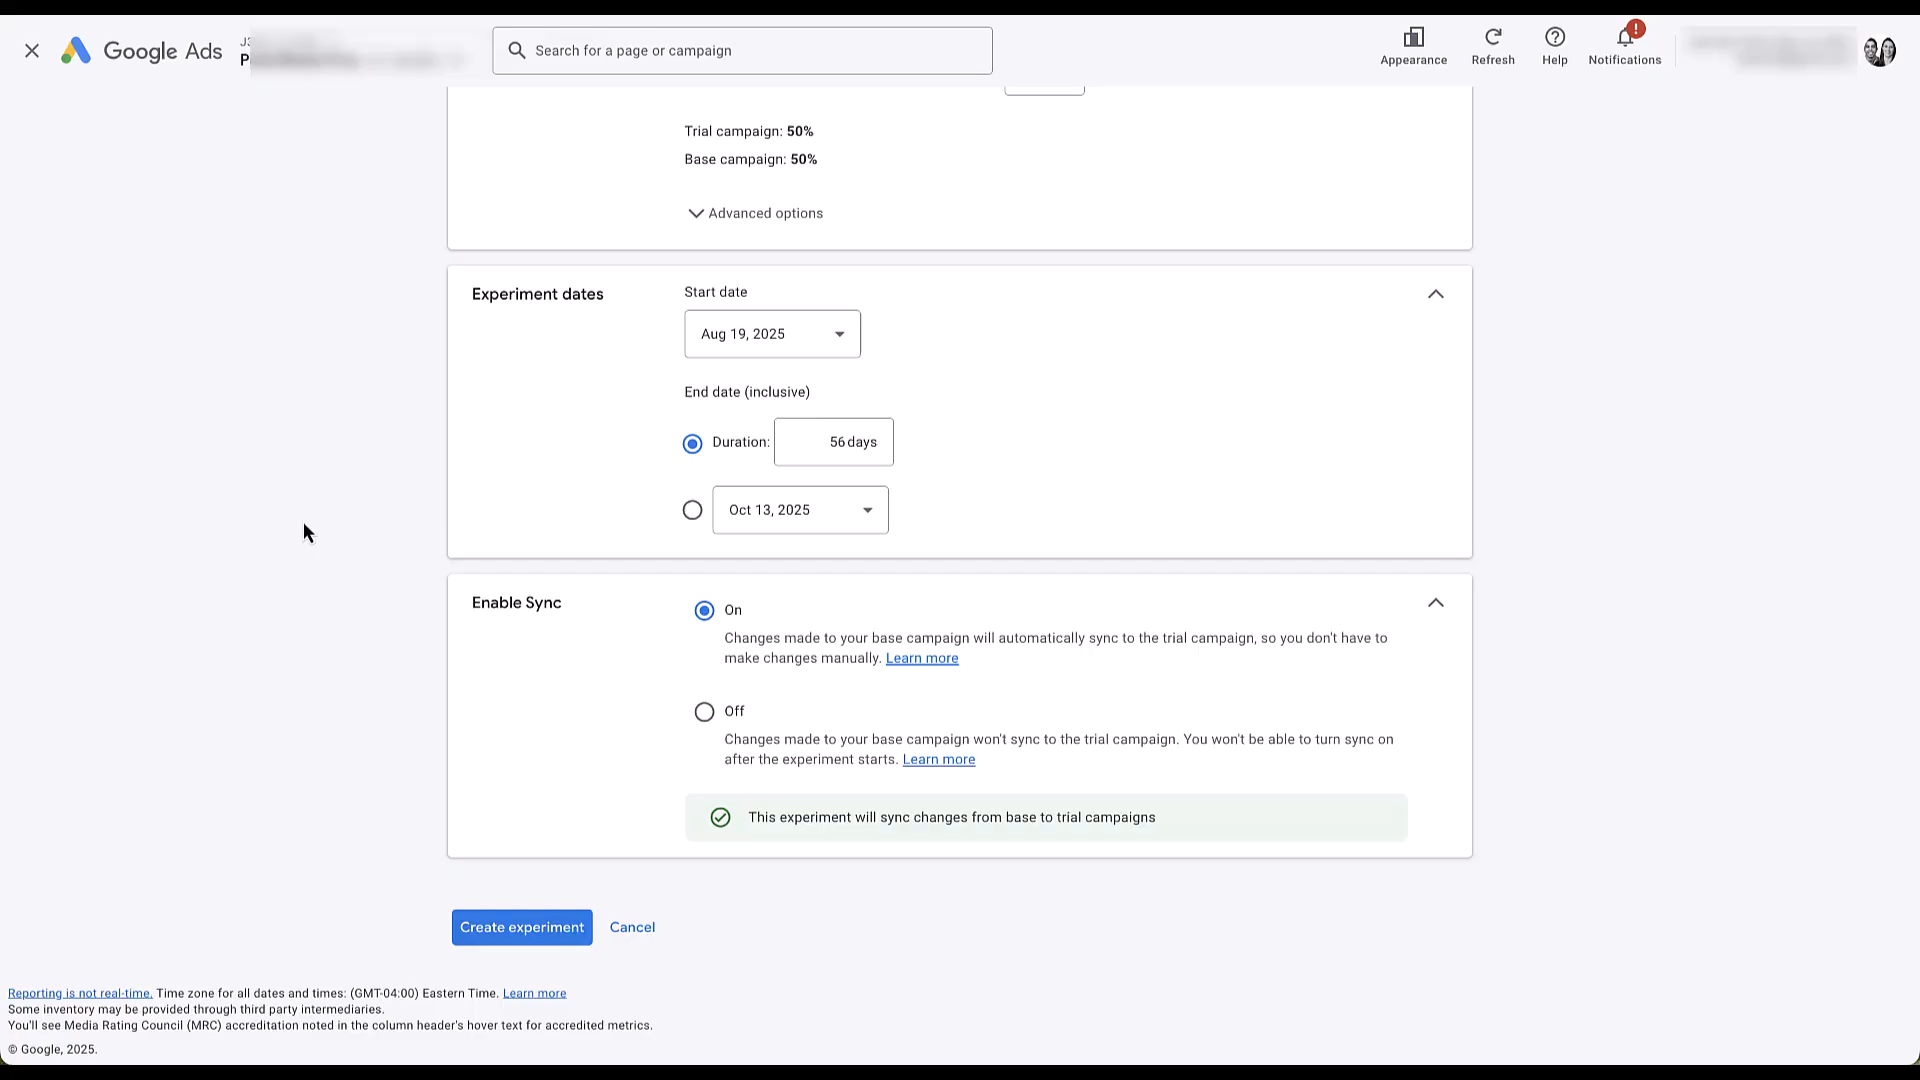 Google Ads
Search for a page or campaign
Appearance
Refresh
Help
Notifications
Trial campaign: 50%
Base campaign: 50%
Advanced options
Experiment dates
Start date
Aug 19, 2025
End date (inclusive)
Duration:
56 days
Oct 13, 2025
Enable Sync
On
Changes made to your base campaign will automatically sync to the trial campaign, so you don't have to
make changes manually. Learn more
Off
Changes made to your base campaign won't sync to the trial campaign. You won't be able to turn sync on
after the experiment starts. Learn more
This experiment will sync changes from base to trial campaigns
Create experiment
Cancel
Reporting is not real-time. Time zone for all dates and times: (GMT-04:00) Eastern Time. Learn more
Some inventory may be provided through third party intermediaries.
You'll see Media Rating Council (MRC) accreditation noted in the column header's hover text for accredited metrics.
© Google, 2025.